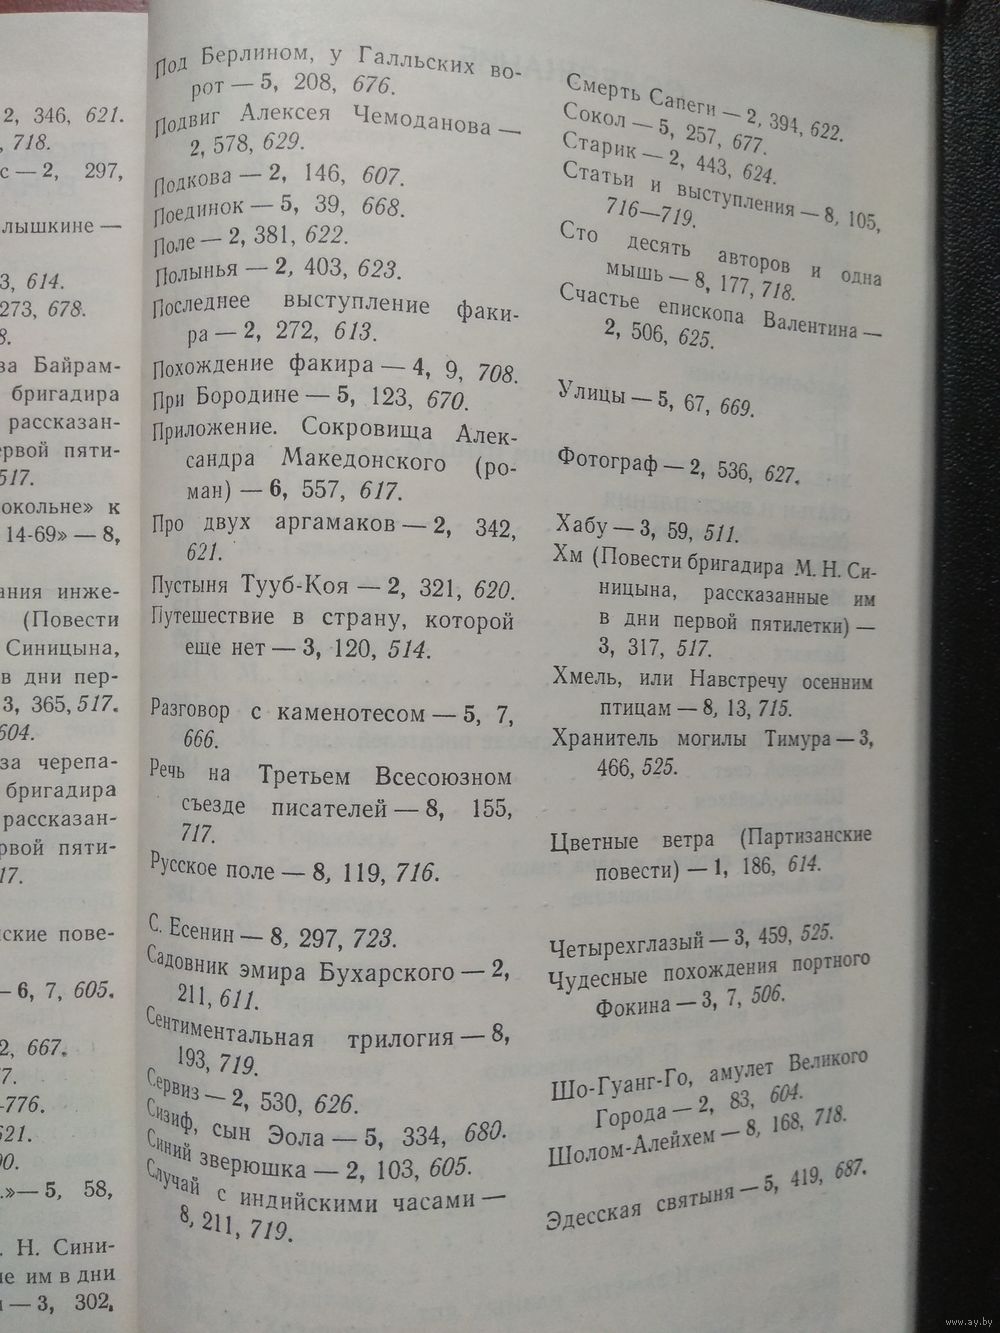 2, 346, 621.
, 718.
с — 2, 297,
лышкине —
3, 614.
273, 678.
8.
за Байрам-
бригадира
рассказан-
ервой пяти-
517.
окольне» к
14-69» — 8,
ания инже-
(Повести
Синицына,
в дни пер-
3, 365, 517.
604.
за черепа-
бригадира
рассказан-
рвой пяти-
17.
ские пове-
— 6, 7, 605.
2, 667.
7.
—776.
621.
00.
.» — 5, 58,
. Н. Сини-
ие им в дни
— 3, 302,
Под Берлином, у Галльских во-
рот — 5, 208, 676.
Подвиг Алексея Чемоданова —
2, 578, 629.
Подкова — 2, 146, 607.
Поединок — 5, 39, 668.
Поле — 2, 381, 622.
Полынья — 2, 403, 623.
Последнее выступление факи-
ра — 2, 272, 613.
Похождение факира — 4, 9, 708.
При Бородине — 5, 123, 670.
Приложение. Сокровища Алек-
сандра Македонского (ро-
ман) — 6, 557, 617.
Про двух аргамаков — 2, 342,
621.
Пустыня Тууб-Коя — 2, 321, 620.
Путешествие в страну, которой
еще нет — 3, 120, 514.
Разговор с каменотесом — 5, 7,
666.
Речь на Третьем Всесоюзном
съезде писателей — 8, 155,
717.
Русское поле — 8, 119, 716.
С. Есенин — 8, 297, 723.
Садовник эмира Бухарского — 2,
211, 611.
Сентиментальная трилогия — 8,
193, 719.
Сервиз — 2, 530, 626.
Сизиф, сын Эола — 5, 334, 680.
Синий зверюшка — 2, 103, 605.
Случай с индийскими часами —
8, 211, 719.
Смерть Сапеги — 2, 394, 622.
Сокол — 5, 257, 677.
Старик — 2, 443, 624.
Статьи и выступления — 8, 105,
716—719.
Сто десять авторов и одна
мышь — 8, 177, 718.
Счастье епископа Валентина —
2, 506, 625.
Улицы — 5, 67, 669.
Фотограф — 2, 536, 627.
Хабу — 3, 59, 511.
Хм (Повести бригадира М. Н. Си-
ницына, рассказанные им
в дни первой пятилетки) —
3, 317, 517.
Хмель, или Навстречу осенним
птицам — 8, 13, 715.
Хранитель могилы Тимура — 3,
466, 525.
Цветные ветра (Партизанские
повести) — 1, 186, 614.
Четырехглазый — 3, 459, 525.
Чудесные похождения портного
Фокина — 3, 7, 506.
Шо-Гуанг-Го, амулет Великого
Города — 2, 83, 604.
Шолом-Алейхем — 8, 168, 718.
Эдесская святыня — 5, 419, 687.
www.ay.by